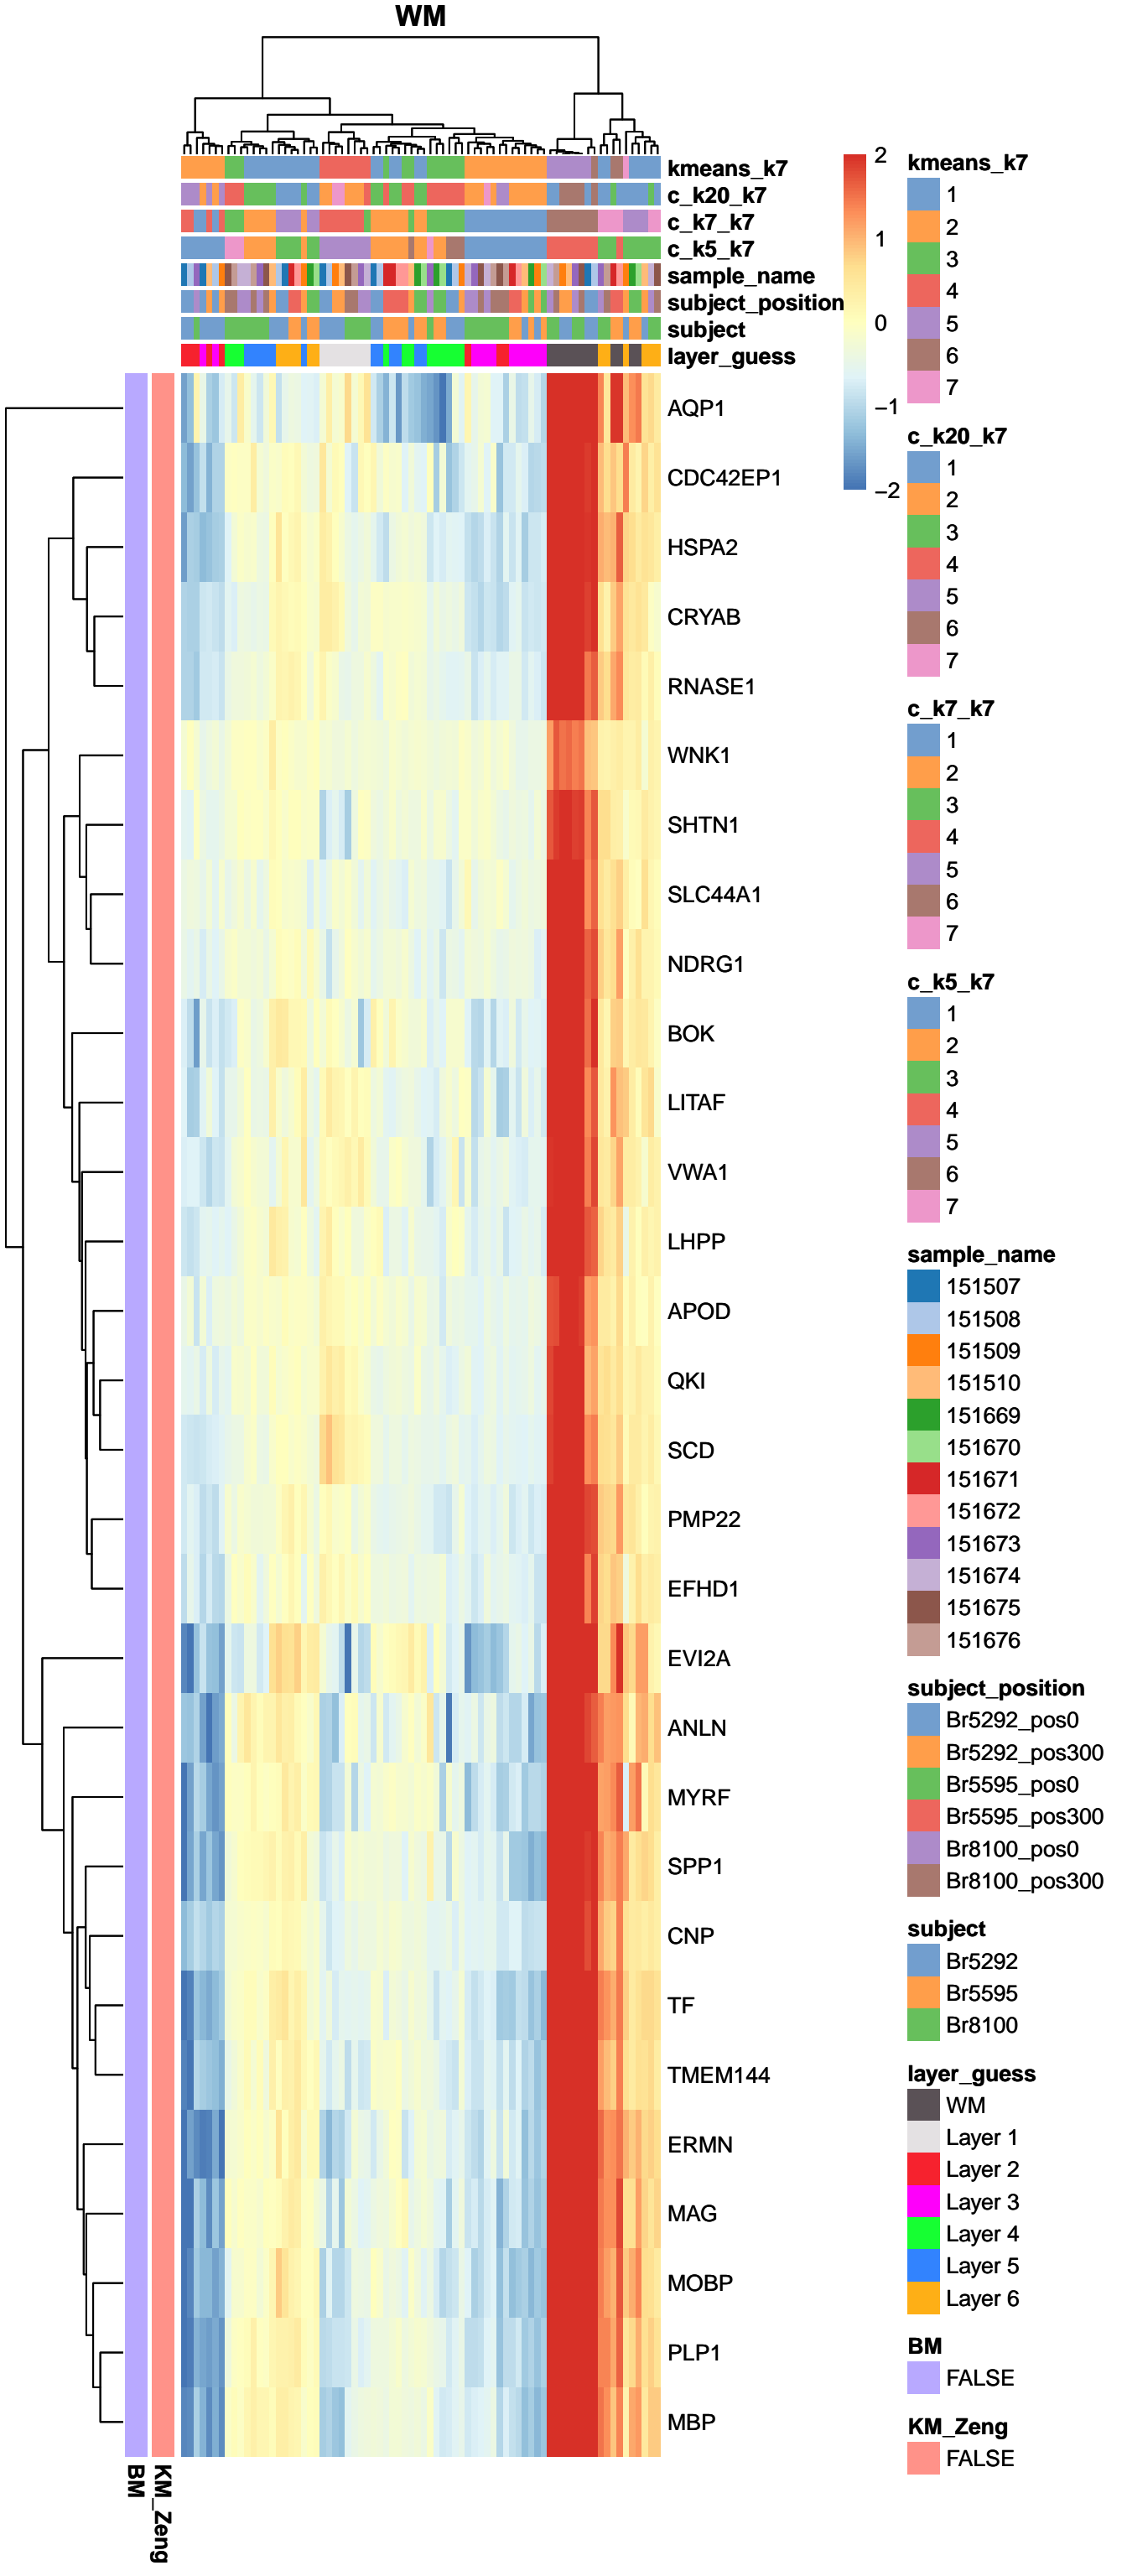 WM
kmeans_k7
c_k20_k7
c_k7_k7
c_k5_k7
sample_name
subject_position
subject
layer_guess
AQP1
CDC42EP1
HSPA2
CRYAB
RNASE1
WNK1
SHTN1
SLC44A1
NDRG1
BOK
LITAF
VWA1
LHPP
APOD
QKI
SCD
PMP22
EFHD1
EVI2A
ANLN
MYRF
SPP1
CNP
TF
TMEM144
ERMN
MAG
MOBP
PLP1
MBP
BM
KM_Zeng
2
1
0
−1
−2
kmeans_k7
1
2
3
4
5
6
7
c_k20_k7
1
2
3
4
5
6
7
c_k7_k7
1
2
3
4
5
6
7
c_k5_k7
1
2
3
4
5
6
7
sample_name
151507
151508
151509
151510
151669
151670
151671
151672
151673
151674
151675
151676
subject_position
Br5292_pos0
Br5292_pos300
Br5595_pos0
Br5595_pos300
Br8100_pos0
Br8100_pos300
subject
Br5292
Br5595
Br8100
layer_guess
WM
Layer 1
Layer 2
Layer 3
Layer 4
Layer 5
Layer 6
BM
FALSE
KM_Zeng
FALSE